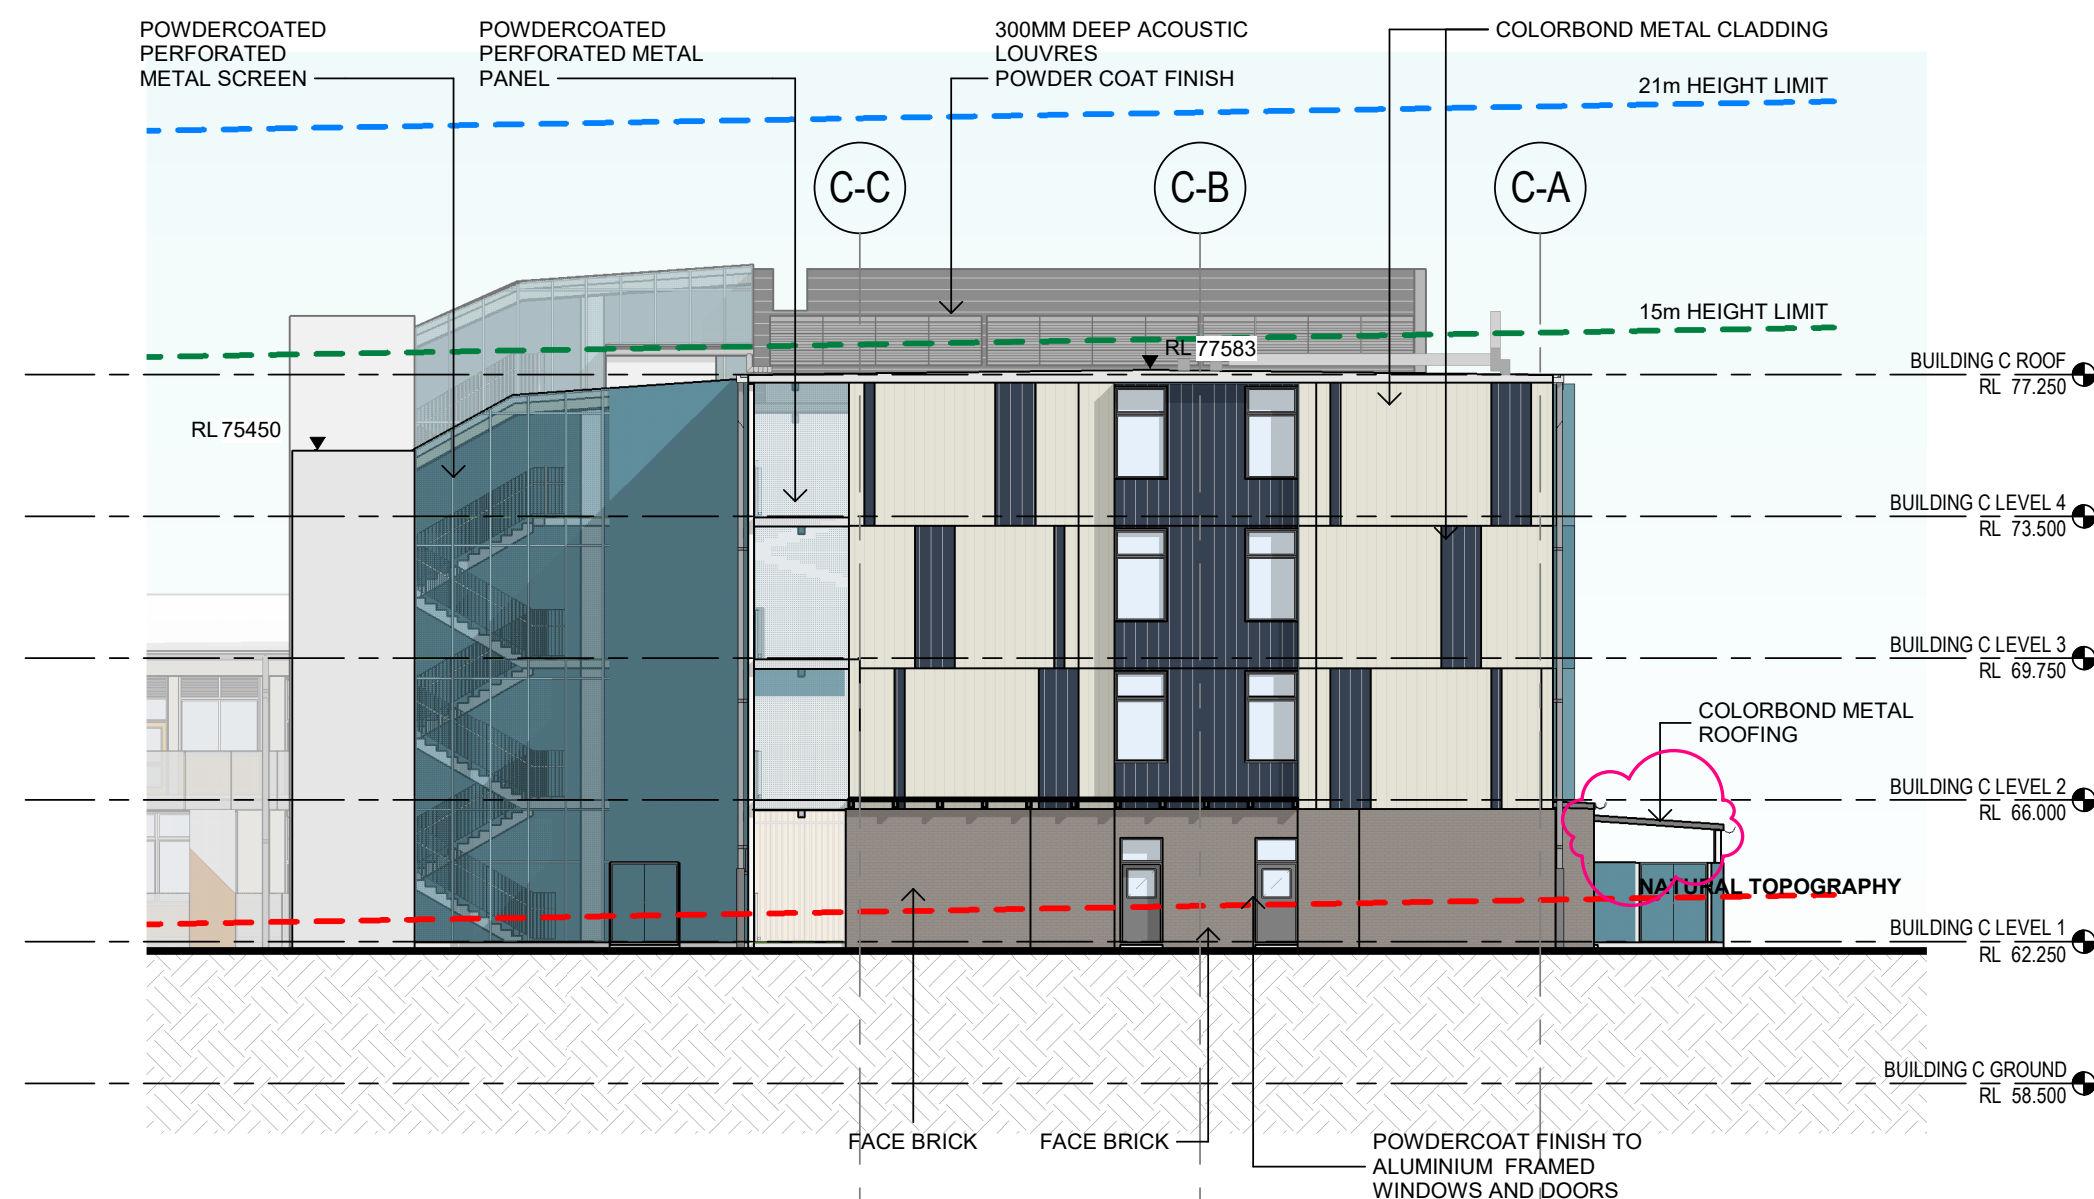 POWDERCOATED
PERFORATED
METAL SCREEN
POWDERCOATED
PERFORATED METAL
PANEL
300MM DEEP ACOUSTIC
LOUVRES
POWDER COAT FINISH
COLORBOND METAL CLADDING
21m HEIGHT LIMIT
C-C
C-B
C-A
15m HEIGHT LIMIT
RL 77583
BUILDING C ROOF
RL 77.250
RL 75450
BUILDING C LEVEL 4
RL 73.500
BUILDING C LEVEL 3
RL 69.750
COLORBOND METAL
ROOFING
BUILDING C LEVEL 2
RL 66.000
NATURAL TOPOGRAPHY
BUILDING C LEVEL 1
RL 62.250
BUILDING C GROUND
RL 58.500
FACE BRICK
FACE BRICK
POWDERCOAT FINISH TO
ALUMINIUM FRAMED
WINDOWS AND DOORS